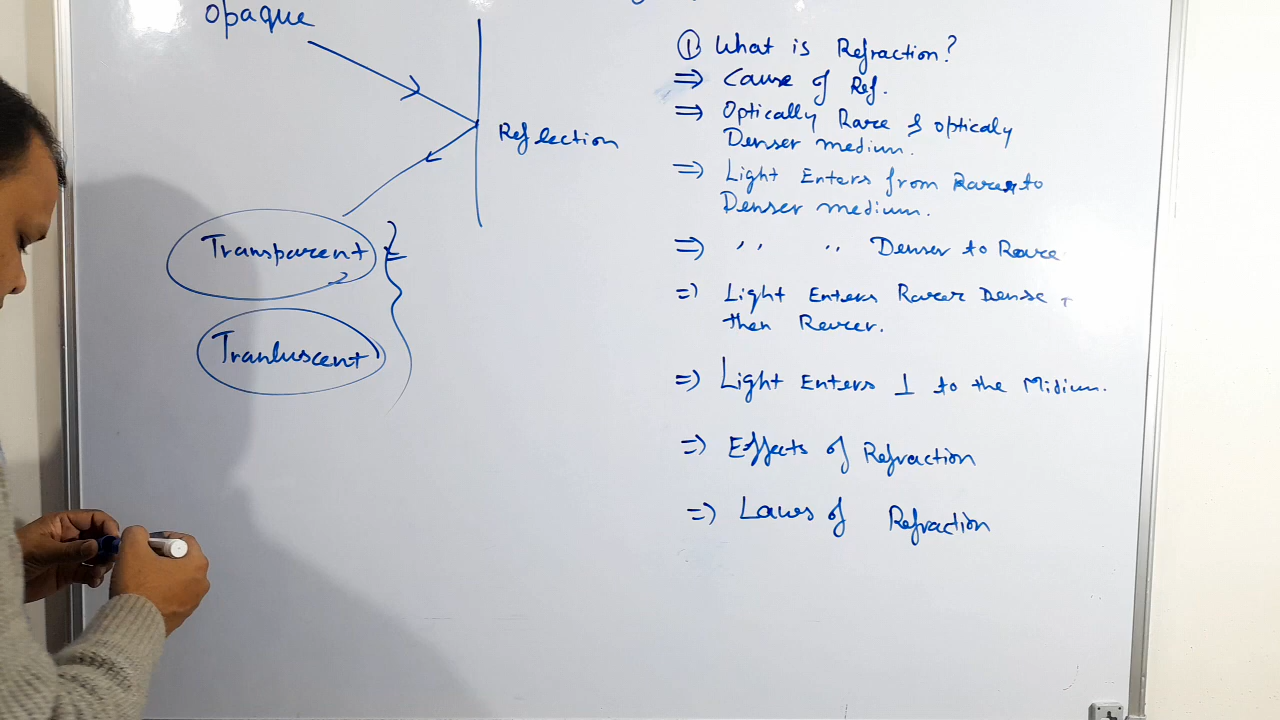 Opaque
Reflection
Transparent
Tranluscent
① What is Refraction?
⇒ Cause of Ref.
⇒ Optically Rare & opticaly
Denser medium.
⇒ Light Enters from Rarer to
Denser medium.
⇒ ,, ,, Denser to Rare
⇒ Light Enters Rarer Dense +
then Rarer.
⇒ Light Enters ⊥ to the Midium.
⇒ Effects of Refraction
⇒ Laws of Refraction